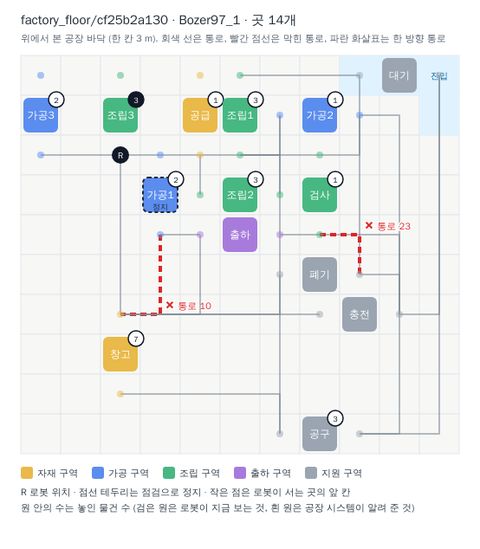 factory_floor/cf25b2a130 · Bozer97_1 · 곳 14개
위에서 본 공장 바닥 (한 칸 3 m). 회색 선은 통로, 빨간 점선은 막힌 통로, 파란 화살표는 한 방향 통로
대기
진입
2
3
1
3
1
가공3
조립3
공급
조립1
가공2
R
2
3
1
가공1
정지
조립2
검사
출하
✕ 통로 23
폐기
✕ 통로 10
충전
7
창고
3
공구
자재 구역
가공 구역
조립 구역
출하 구역
지원 구역
R 로봇 위치 · 점선 테두리는 점검으로 정지 · 작은 점은 로봇이 서는 곳의 앞 칸
원 안의 수는 놓인 물건 수 (검은 원은 로봇이 지금 보는 것, 흰 원은 공장 시스템이 알려 준 것)